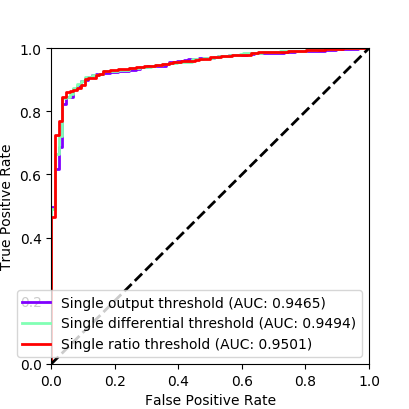 1.0
0.8
0.6
0.4
0.2
0.0
True Positive Rate
Single output threshold (AUC: 0.9465)
Single differential threshold (AUC: 0.9494)
Single ratio threshold (AUC: 0.9501)
0.0 0.2 0.4 0.6 0.8 1.0
False Positive Rate